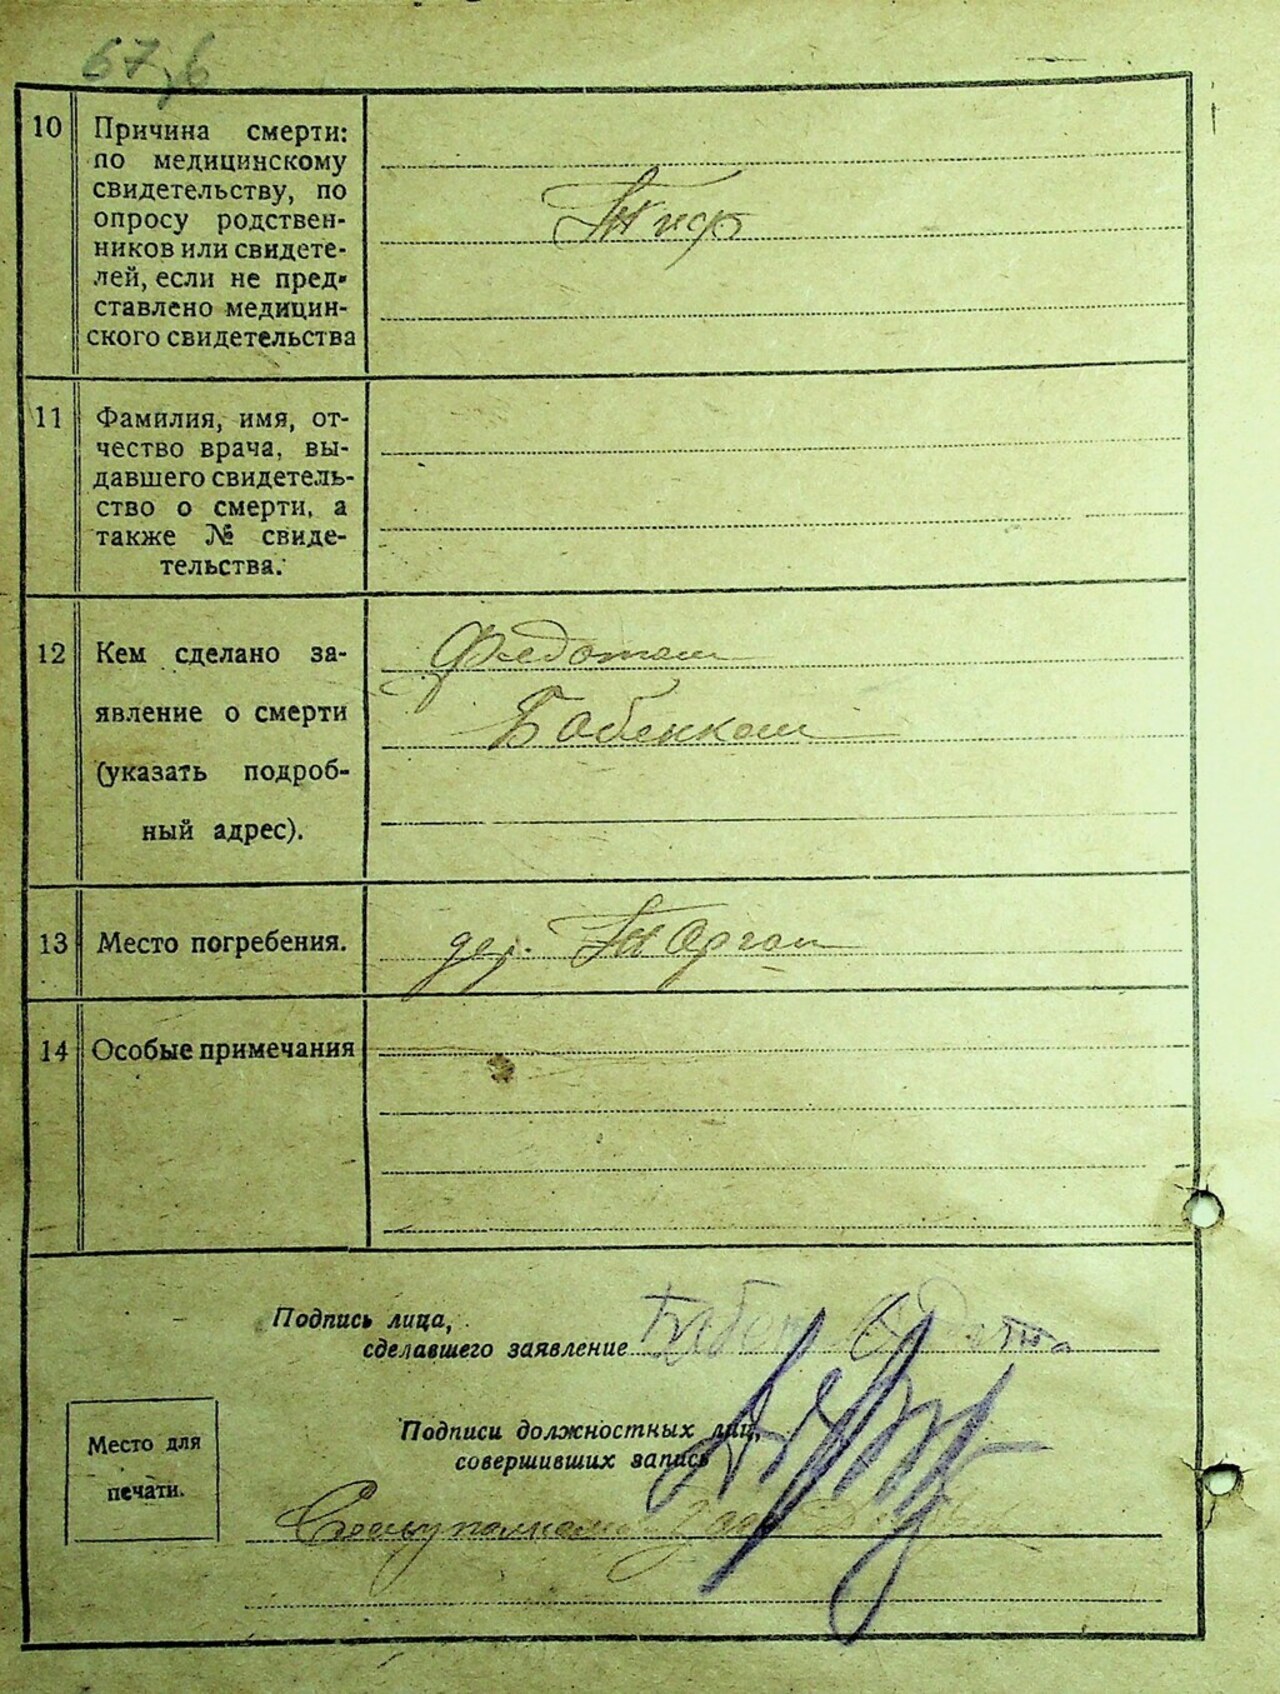 67,6
10 Причина смерти:
по медицинскому
свидетельству, по
опросу родствен-
ников или свидете-
лей, если не пред-
ставлено медицин-
ского свидетельства
Тиф
11 Фамилия, имя, от-
чество врача, вы-
давшего свидетель-
ство о смерти, а
также № свиде-
тельства.
12 Кем сделано за-
явление о смерти
(указать подроб-
ный адрес).
Федотом
Бабенком
13 Место погребения.
дер. Торган
14 Особые примечания
Подпись лица,
сделавшего заявление
Подписи должностных лиц,
совершивших запись
Место для
печати.